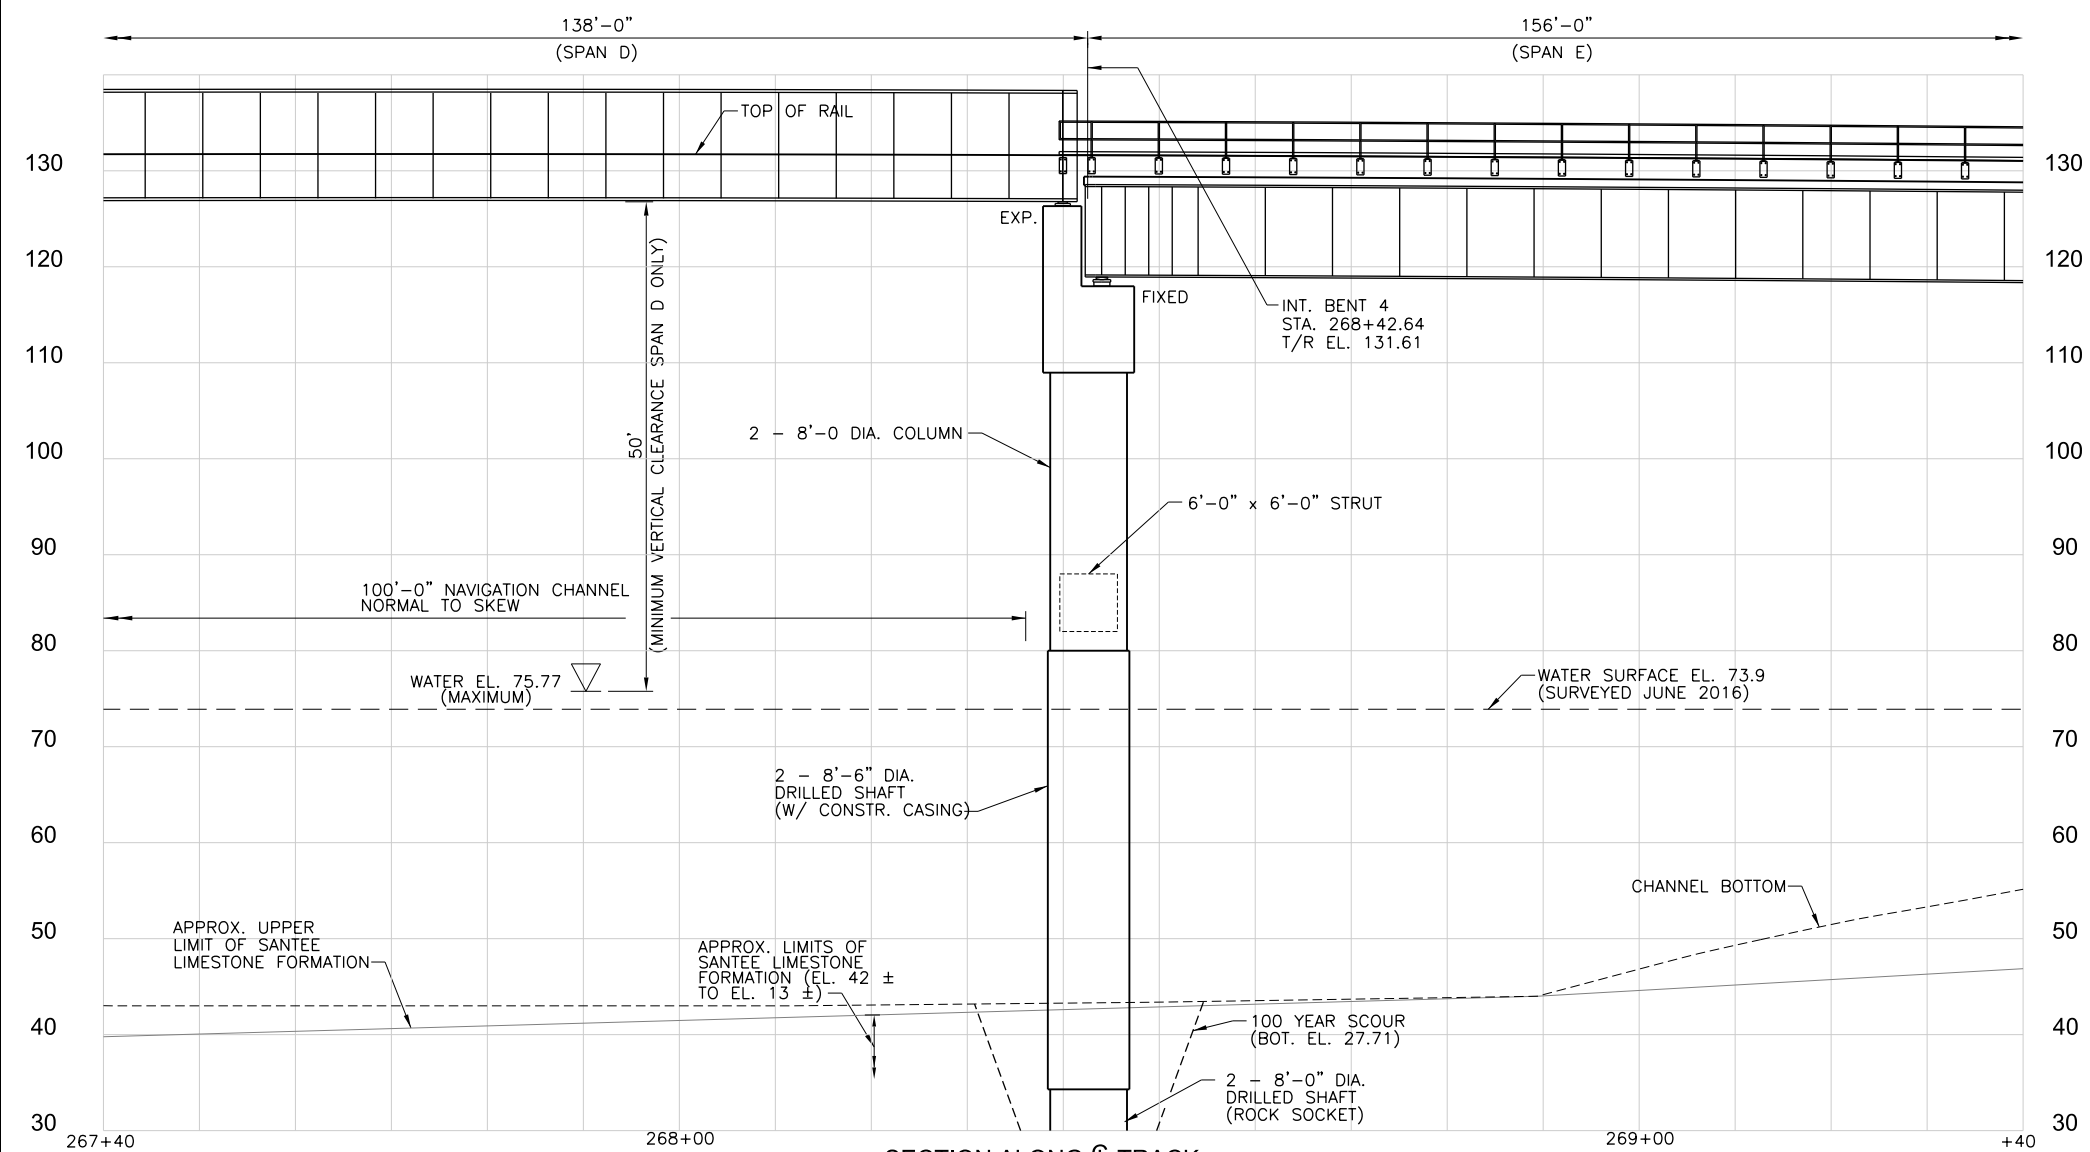 138'-0"
(SPAN D)
156'-0"
(SPAN E)
TOP OF RAIL
130
130
EXP.
120
120
FIXED
INT. BENT 4
STA. 268+42.64
T/R EL. 131.61
50'
(MINIMUM VERTICAL CLEARANCE SPAN D ONLY)
110
110
2 - 8'-0 DIA. COLUMN
100
100
6'-0" x 6'-0" STRUT
90
90
100'-0" NAVIGATION CHANNEL
NORMAL TO SKEW
80
80
WATER EL. 75.77
(MAXIMUM)
WATER SURFACE EL. 73.9
(SURVEYED JUNE 2016)
70
70
2 - 8'-6" DIA.
DRILLED SHAFT
(W/ CONSTR. CASING)
60
60
CHANNEL BOTTOM
APPROX. UPPER
LIMIT OF SANTEE
LIMESTONE FORMATION
50
50
APPROX. LIMITS OF
SANTEE LIMESTONE
FORMATION (EL. 42 ±
TO EL. 13 ±)
40
40
100 YEAR SCOUR
(BOT. EL. 27.71)
2 - 8'-0" DIA.
DRILLED SHAFT
(ROCK SOCKET)
30
30
267+40
268+00
269+00
+40
SECTION ALONG ℄ TRACK